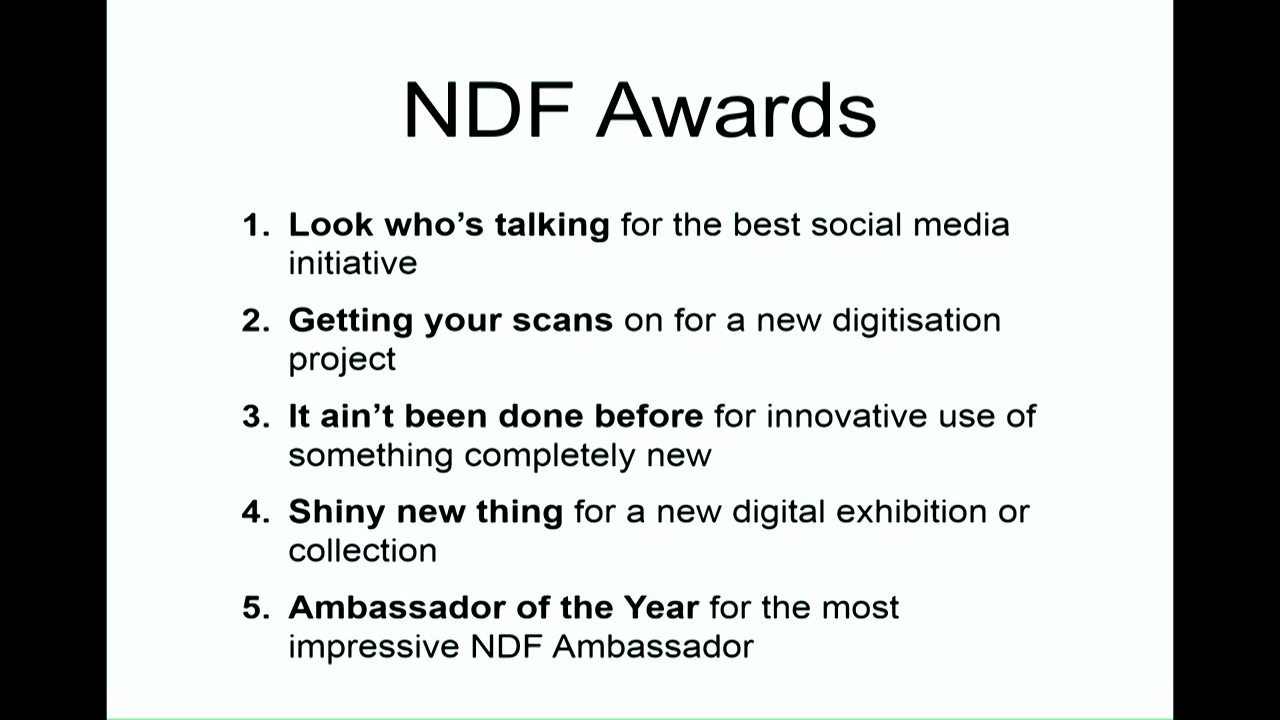 NDF Awards
1. Look who’s talking for the best social media
initiative
2. Getting your scans on for a new digitisation
project
3. It ain’t been done before for innovative use of
something completely new
4. Shiny new thing for a new digital exhibition or
collection
5. Ambassador of the Year for the most
impressive NDF Ambassador